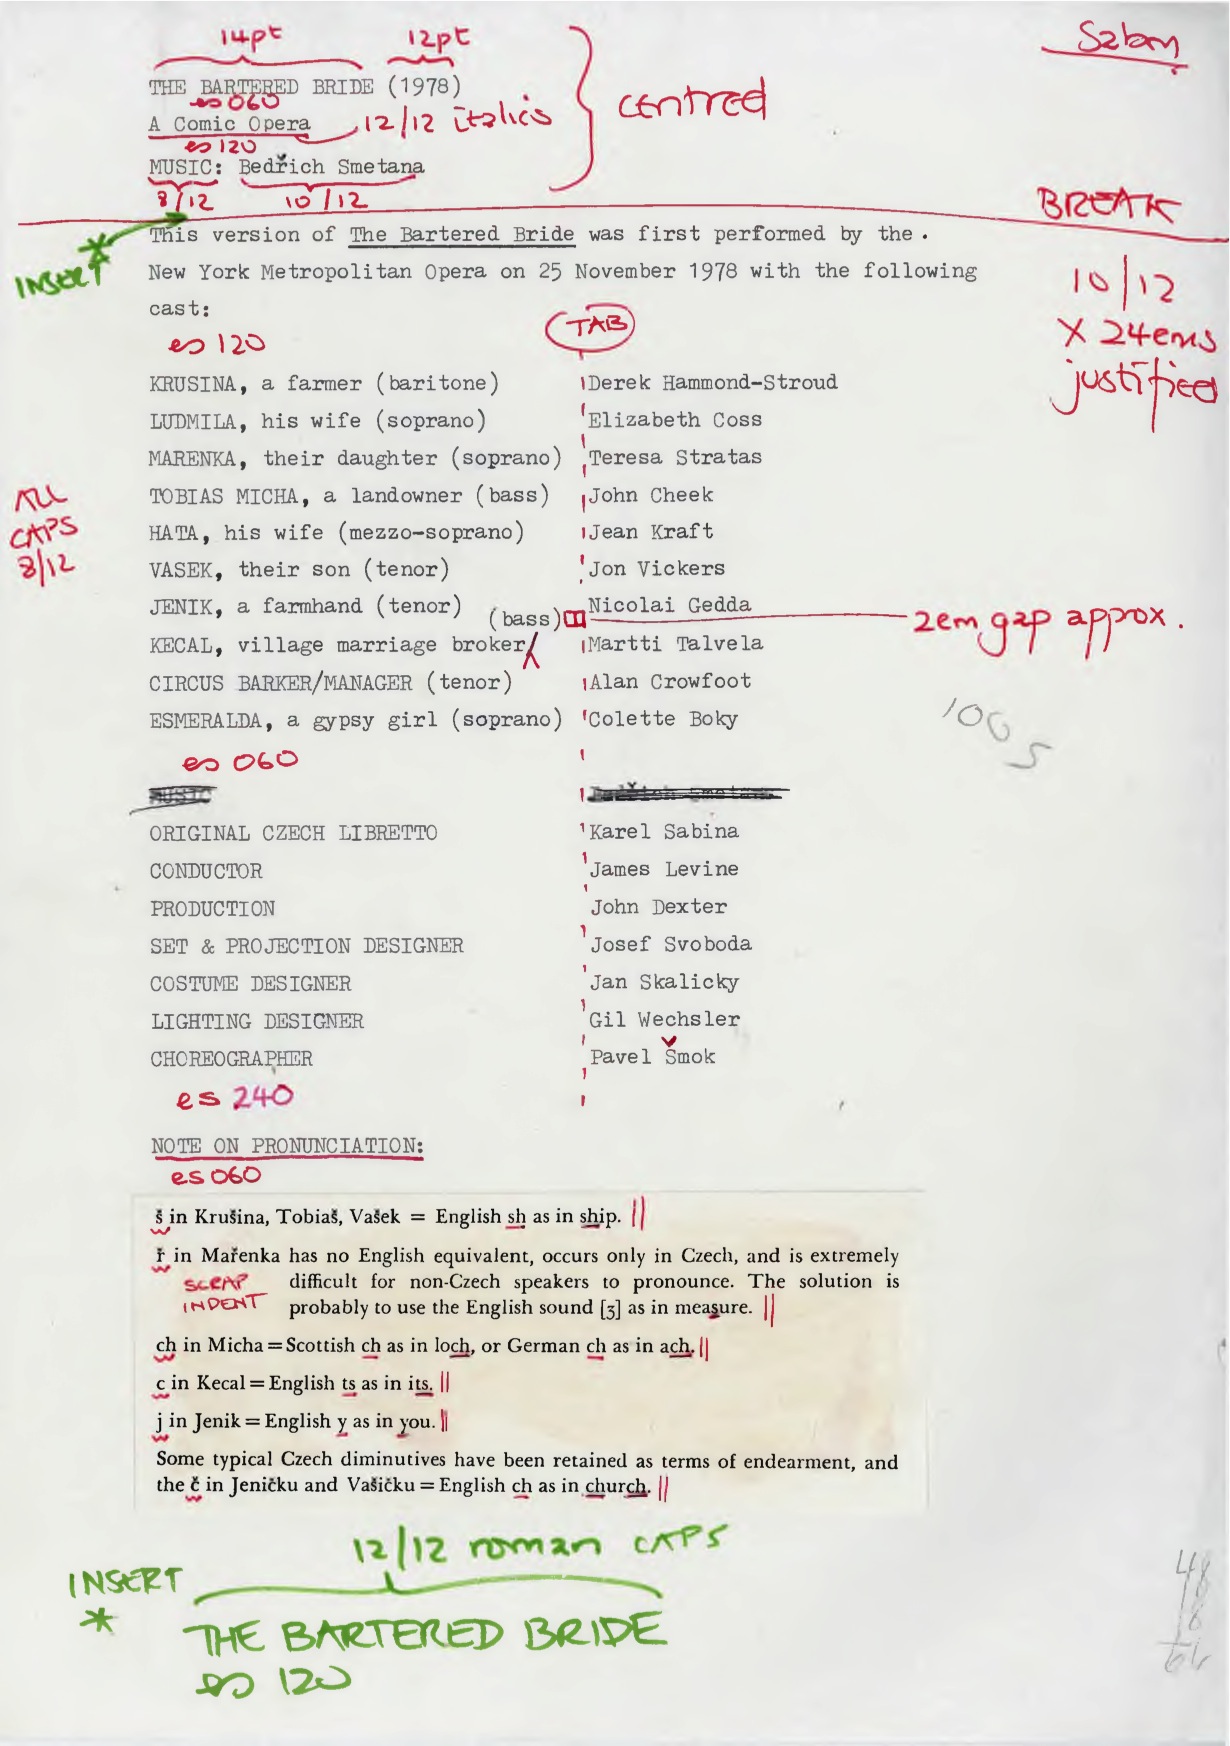 14pt 12pt
THE BARTERED BRIDE (1978)
es 060
A Comic Opera 12/12 italics
centred
es 120
MUSIC: Bedřich Smetana
8/12 10/12
BREAK
This version of The Bartered Bride was first performed by the .
INSERT *
New York Metropolitan Opera on 25 November 1978 with the following
cast:
10/12
X 24ems
justified
es 120
TAB
KRUSINA, a farmer (baritone) Derek Hammond-Stroud
LUDMILA, his wife (soprano) Elizabeth Coss
MARENKA, their daughter (soprano) Teresa Stratas
TOBIAS MICHA, a landowner (bass) John Cheek
ALL
CAPS
8/12
HATA, his wife (mezzo-soprano) Jean Kraft
VASEK, their son (tenor) Jon Vickers
JENIK, a farmhand (tenor) Nicolai Gedda
(bass) 2em gap approx.
KECAL, village marriage broker Martti Talvela
CIRCUS BARKER/MANAGER (tenor) Alan Crowfoot
ESMERALDA, a gypsy girl (soprano) Colette Boky
es 060
MUSIC Bedřich Smetana
ORIGINAL CZECH LIBRETTO Karel Sabina
CONDUCTOR James Levine
PRODUCTION John Dexter
SET & PROJECTION DESIGNER Josef Svoboda
COSTUME DESIGNER Jan Skalicky
LIGHTING DESIGNER Gil Wechsler
CHOREOGRAPHER Pavel Šmok
es 240
NOTE ON PRONUNCIATION:
es 060
š in Krušina, Tobiaš, Vašek = English sh as in ship.
ř in Mařenka has no English equivalent, occurs only in Czech, and is extremely
difficult for non-Czech speakers to pronounce. The solution is
probably to use the English sound [ʒ] as in measure.
SCRAP
INDENT
ch in Micha = Scottish ch as in loch, or German ch as in ach.
c in Kecal = English ts as in its.
j in Jenik = English y as in you.
Some typical Czech diminutives have been retained as terms of endearment, and
the č in Jeničku and Vašičku = English ch as in church.
12/12 roman CAPS
INSERT
*
THE BARTERED BRIDE
es 120